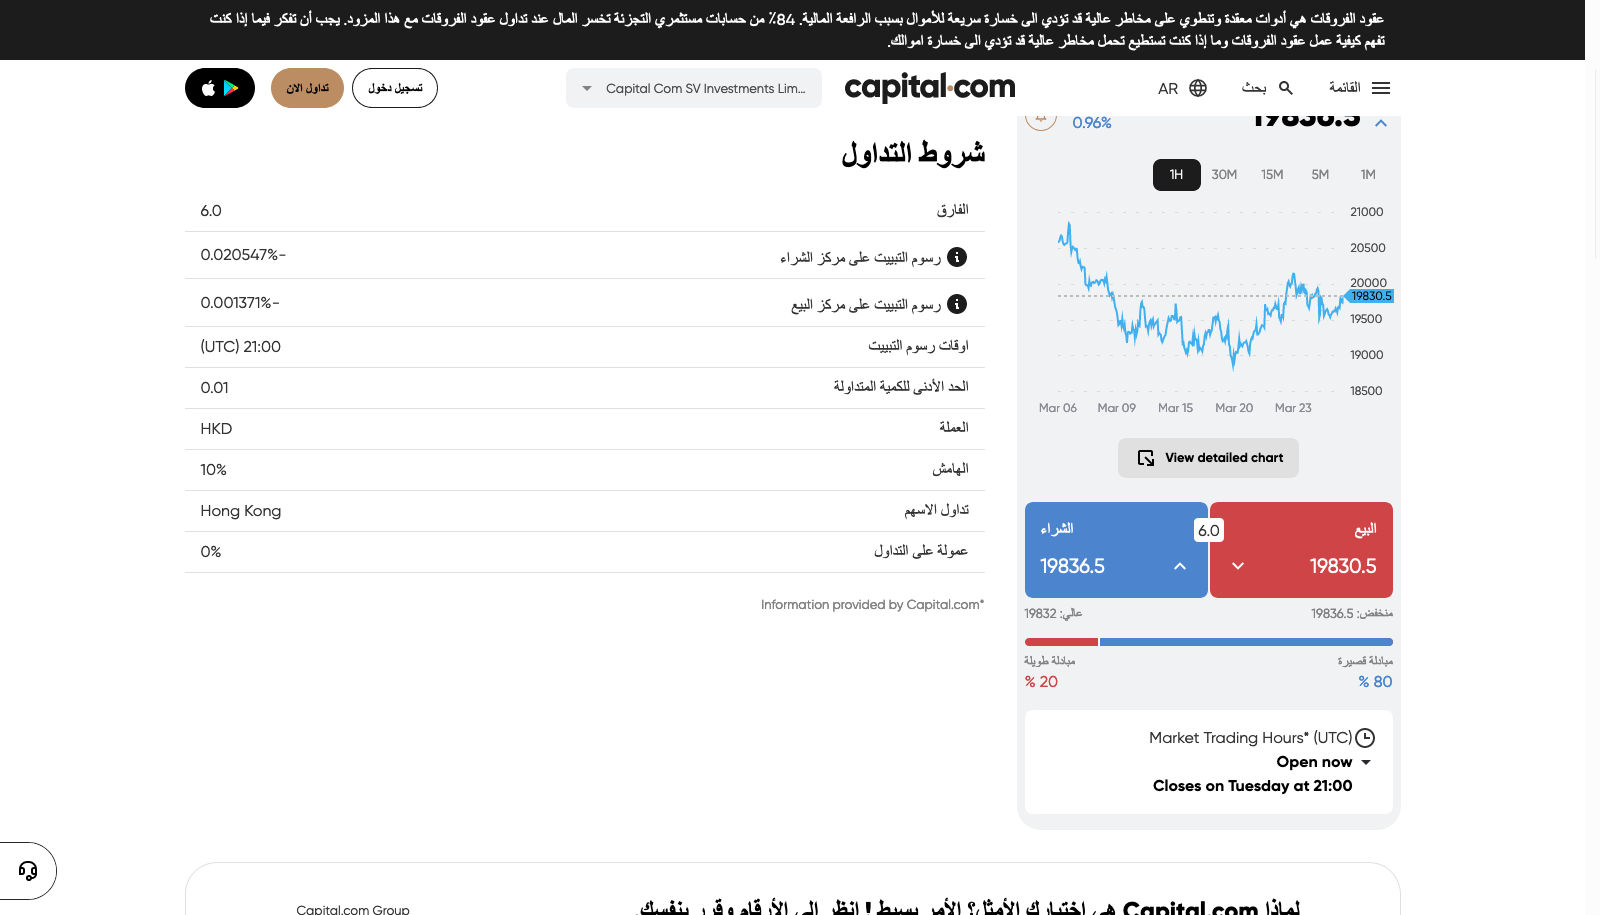 عقود الفروقات هي أدوات معقدة وتنطوي على مخاطر عالية قد تؤدي الى خسارة سريعة للأموال بسبب الرافعة المالية. 84٪ من حسابات مستثمري التجزئة تخسر المال عند تداول عقود الفروقات مع هذا المزود. يجب أن تفكر فيما إذا كنت
تفهم كيفية عمل عقود الفروقات وما إذا كنت تستطيع تحمل مخاطر عالية قد تؤدي الى خسارة اموالك.
القائمة
بحث
AR
capital.com
Capital Com SV Investments Lim...
تسجيل دخول
تداول الآن
19836.5
0.96%
1H 30M 15M 5M 1M
21000
20500
20000
19830.5
19500
19000
18500
Mar 06 Mar 09 Mar 15 Mar 20 Mar 23
View detailed chart
البيع
19830.5
6.0
الشراء
19836.5
منخفض: 19836.5
عالي: 19832
مبادلة قصيرة
مبادلة طويلة
% 80
% 20
Market Trading Hours* (UTC)
Open now
Closes on Tuesday at 21:00
شروط التداول
الفارق 6.0
رسوم التبييت على مركز الشراء 0.020547%-
رسوم التبييت على مركز البيع 0.001371%-
اوقات رسوم التبييت 21:00 (UTC)
الحد الأدنى للكمية المتداولة 0.01
العملة HKD
الهامش 10%
تداول الاسهم Hong Kong
عمولة على التداول 0%
Information provided by Capital.com*
لماذا Capital.com هي اختيارك الأمثل؟ الأمر بسيط ! انظر إلى الأرقام وقرر بنفسك.
Capital.com Group